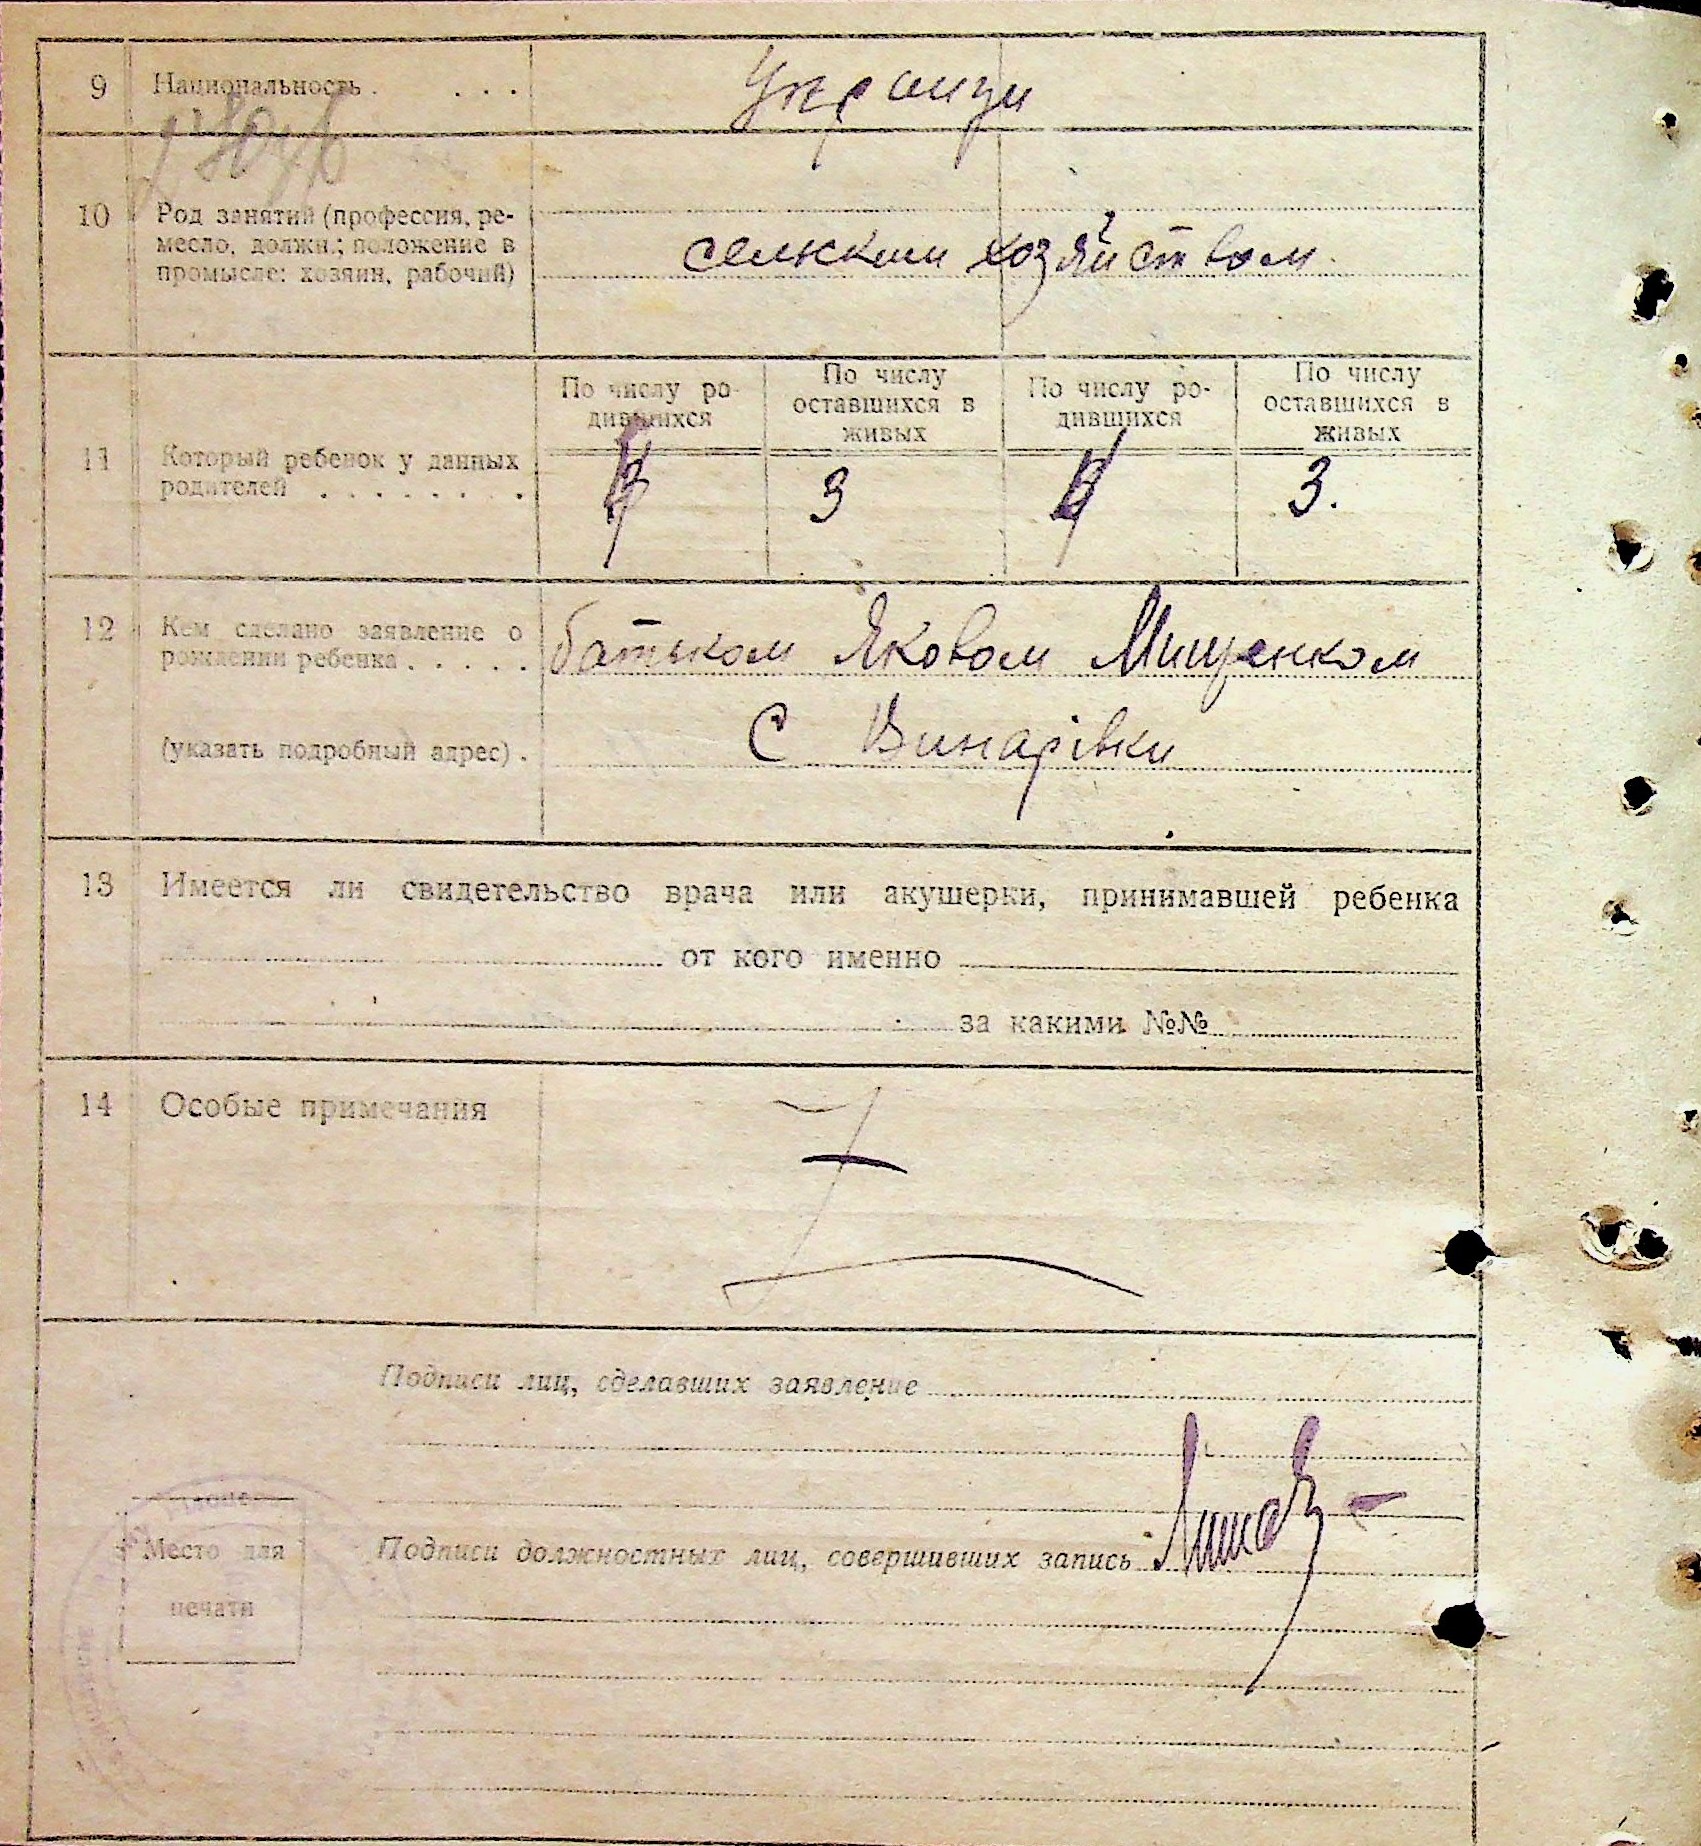 9 Национальность . . . . Украинци
10 Род занятий (профессия, ре-
месло, должн.; положение в
промысле: хозяин, рабочий)
сельским хозяйством.
По числу ро-
дившихся
По числу
оставшихся в
живых
По числу ро-
дившихся
По числу
оставшихся в
живых
11 Который ребенок у данных
родителей . . . . . . . .
3 3.
12 Кем сделано заявление о
рождении ребенка . . . . . батьком Яковом Мищенком
(указать подробный адрес) . С Винарівки
13 Имеется ли свидетельство врача или акушерки, принимавшей ребенка
от кого именно
за какими №№
14 Особые примечания
Подписи лиц, сделавших заявление
Подписи должностных лиц, совершивших запись
Место для
печати